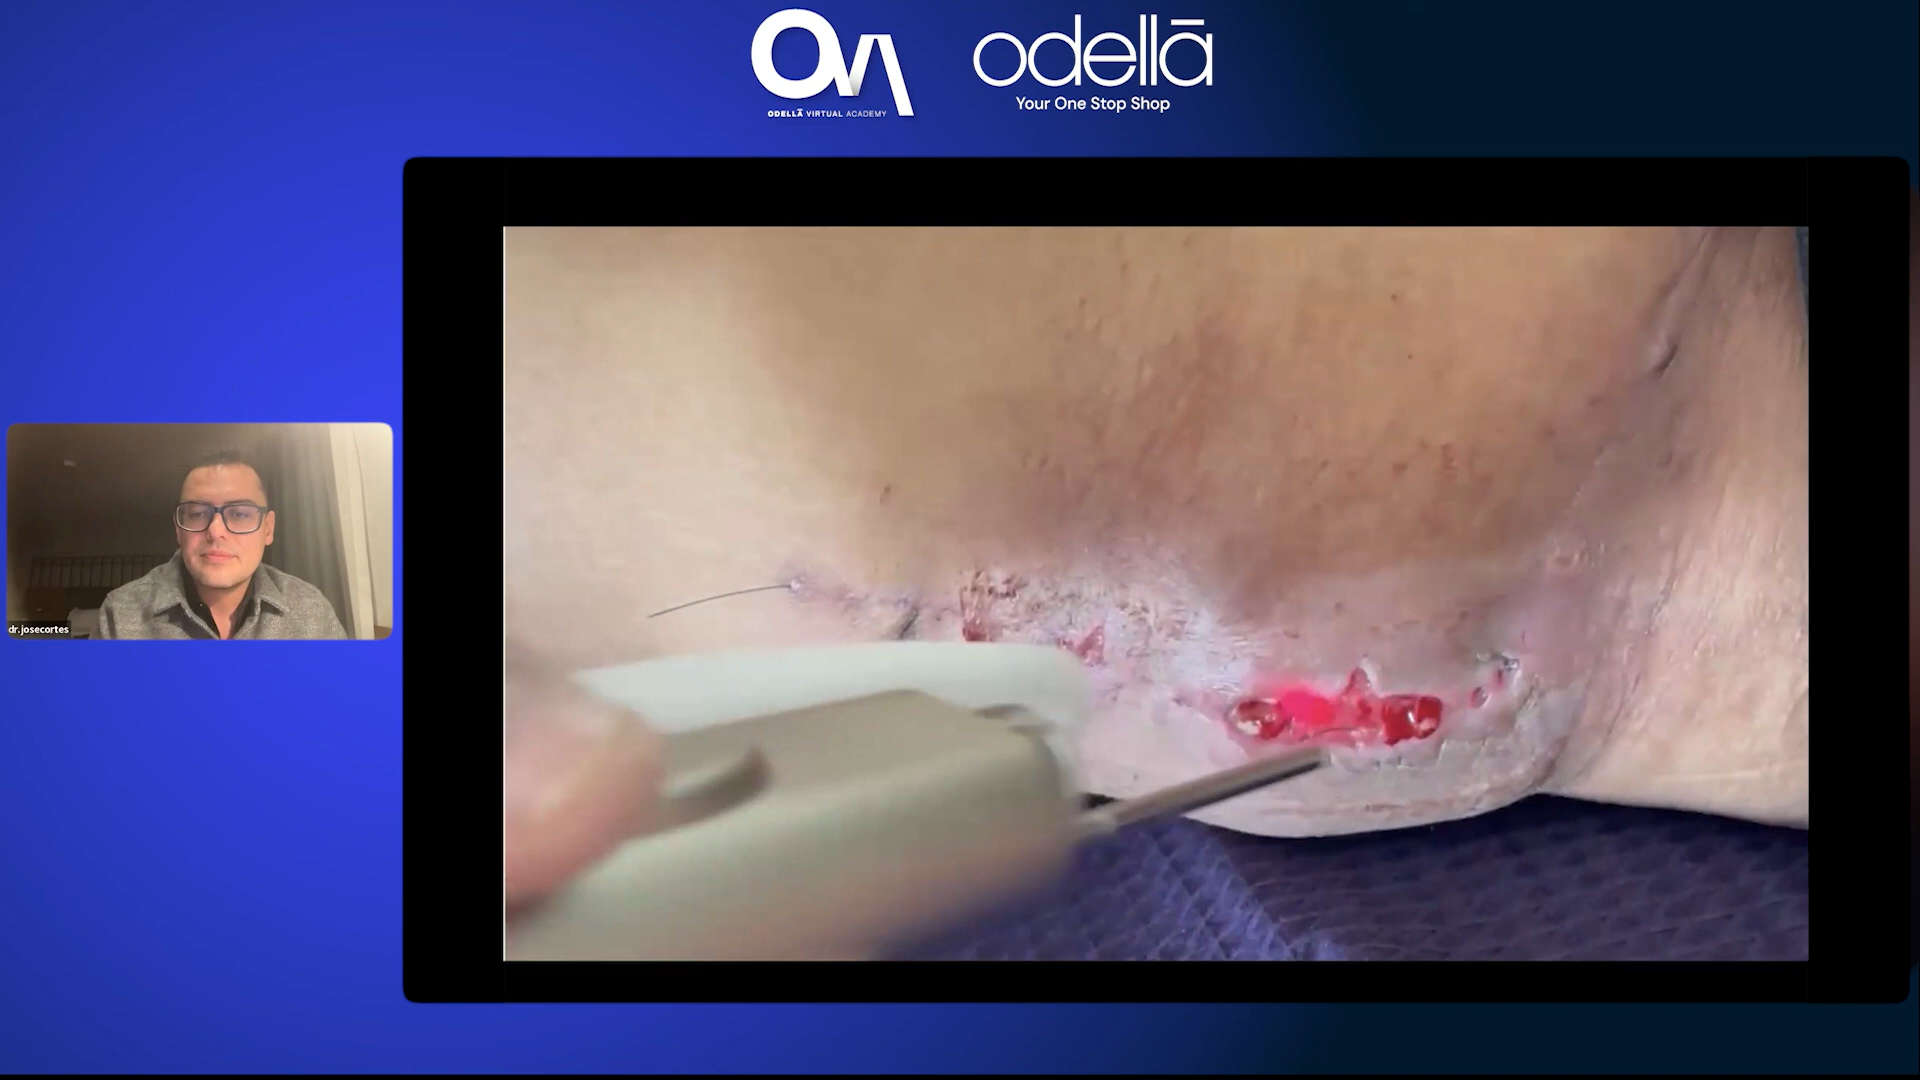 OVA
ODELLĀ VIRTUAL ACADEMY
odellā
Your One Stop Shop
dr.josecortes